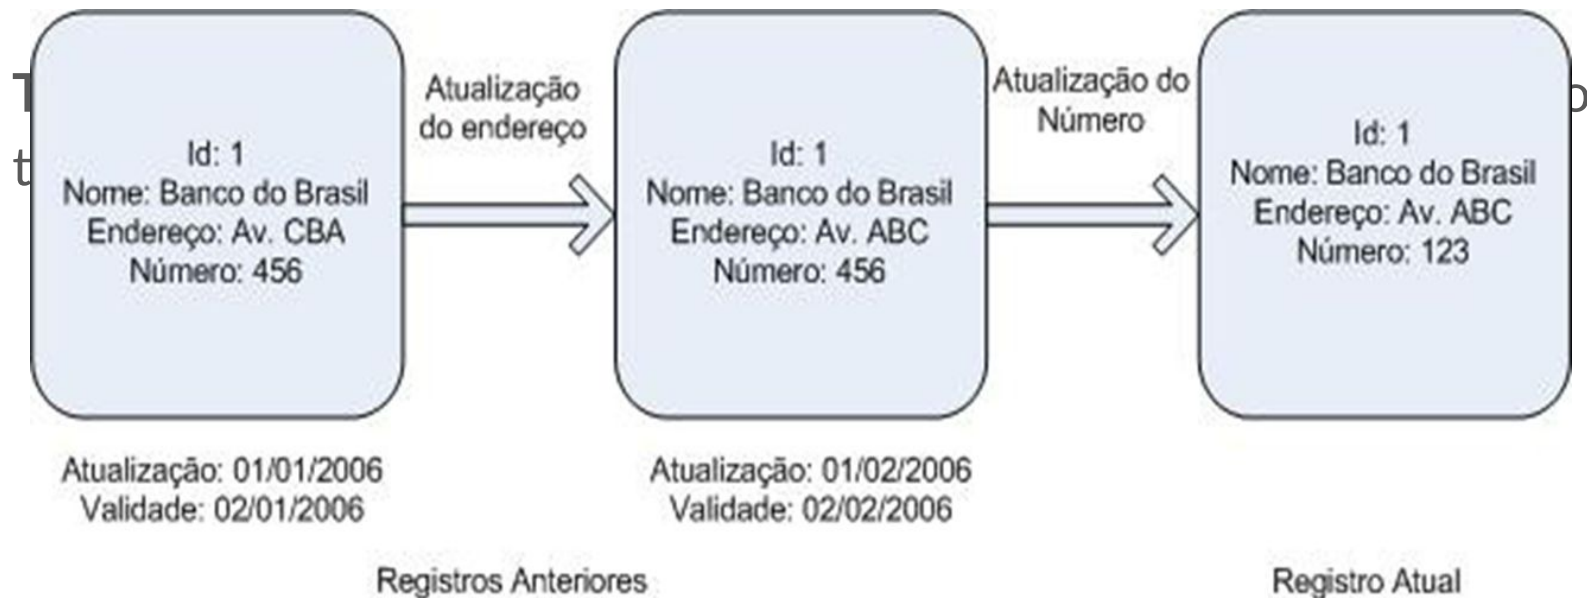 Id: 1
Nome: Banco do Brasil
Endereço: Av. CBA
Número: 456
Atualização
do endereço
Id: 1
Nome: Banco do Brasil
Endereço: Av. ABC
Número: 456
Atualização do
Número
Id: 1
Nome: Banco do Brasil
Endereço: Av. ABC
Número: 123
Atualização: 01/01/2006
Validade: 02/01/2006
Atualização: 01/02/2006
Validade: 02/02/2006
Registros Anteriores
Registro Atual